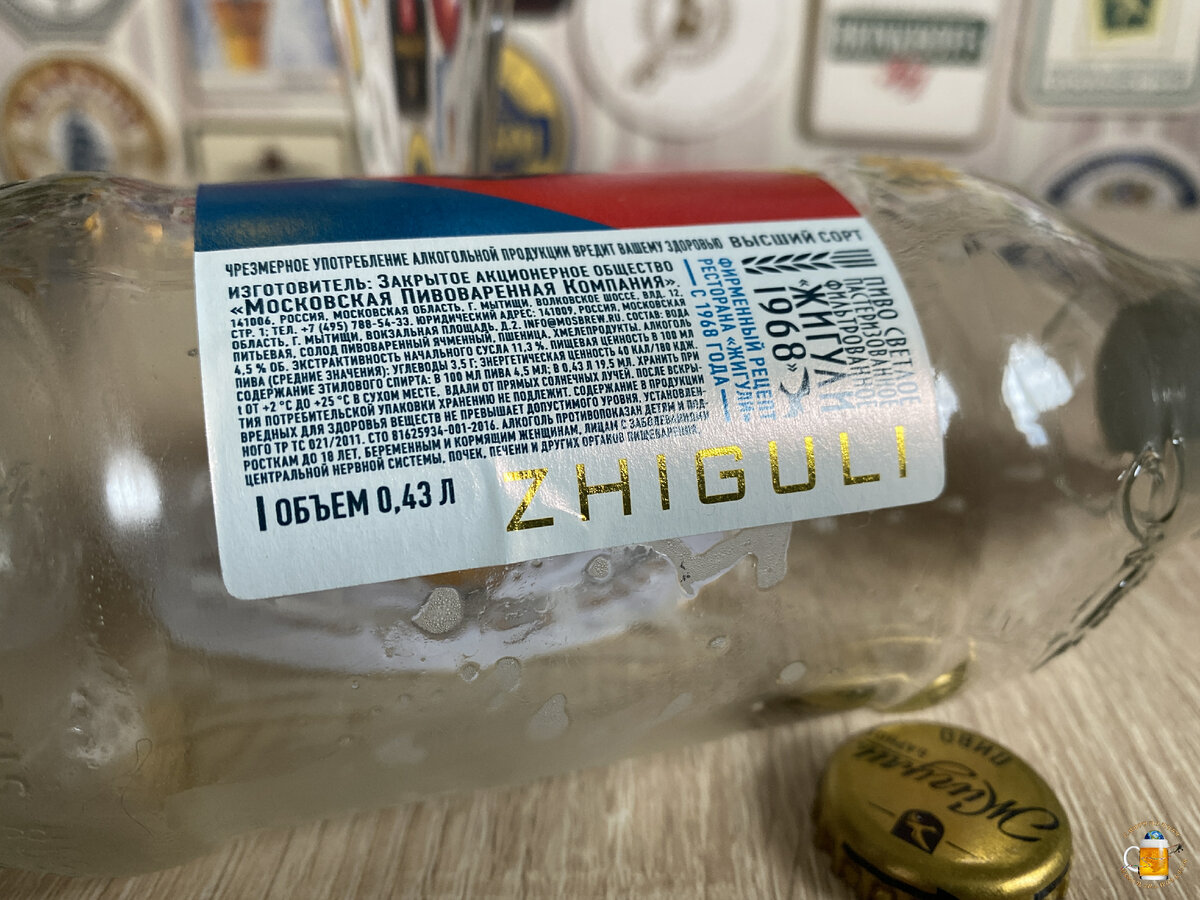 ЧРЕЗМЕРНОЕ УПОТРЕБЛЕНИЕ АЛКОГОЛЬНОЙ ПРОДУКЦИИ ВРЕДИТ ВАШЕМУ ЗДОРОВЬЮ
ИЗГОТОВИТЕЛЬ: ЗАКРЫТОЕ АКЦИОНЕРНОЕ ОБЩЕСТВО
«МОСКОВСКАЯ ПИВОВАРЕННАЯ КОМПАНИЯ».
141006, РОССИЯ, МОСКОВСКАЯ ОБЛАСТЬ, Г. МЫТИЩИ, ВОЛКОВСКОЕ ШОССЕ, ВЛД. 12,
СТР. 1, ТЕЛ. +7 (495) 788-54-33. ЮРИДИЧЕСКИЙ АДРЕС: 141009, РОССИЯ, МОСКОВСКАЯ
ОБЛАСТЬ, Г. МЫТИЩИ, ВОКЗАЛЬНАЯ ПЛОЩАДЬ, Д.2. INFO@MOSBREW.RU. СОСТАВ: ВОДА
ПИТЬЕВАЯ, СОЛОД ПИВОВАРЕННЫЙ ЯЧМЕННЫЙ, ПШЕНИЦА, ХМЕЛЕПРОДУКТЫ. АЛКОГОЛЬ
4,5 % ОБ. ЭКСТРАКТИВНОСТЬ НАЧАЛЬНОГО СУСЛА 11,3 %. ПИЩЕВАЯ ЦЕННОСТЬ В 100 МЛ
ПИВА (СРЕДНИЕ ЗНАЧЕНИЯ): УГЛЕВОДЫ 3,5 Г; ЭНЕРГЕТИЧЕСКАЯ ЦЕННОСТЬ 40 КАЛ/180 КДЖ.
СОДЕРЖАНИЕ ЭТИЛОВОГО СПИРТА: В 100 МЛ ПИВА 4,5 МЛ; В 0,43 Л 19,5 МЛ. ХРАНИТЬ ПРИ
t ОТ +2 °С ДО +25 °С В СУХОМ МЕСТЕ, ВДАЛИ ОТ ПРЯМЫХ СОЛНЕЧНЫХ ЛУЧЕЙ. ПОСЛЕ ВСКРЫ-
ТИЯ ПОТРЕБИТЕЛЬСКОЙ УПАКОВКИ ХРАНЕНИЮ НЕ ПОДЛЕЖИТ. СОДЕРЖАНИЕ В ПРОДУКЦИИ
ВРЕДНЫХ ДЛЯ ЗДОРОВЬЯ ВЕЩЕСТВ НЕ ПРЕВЫШАЕТ ДОПУСТИМОГО УРОВНЯ, УСТАНОВЛЕН-
НОГО ТР ТС 021/2011. СТО 81625934-001-2016. АЛКОГОЛЬ ПРОТИВОПОКАЗАН ДЕТЯМ И ПОД-
РОСТКАМ ДО 18 ЛЕТ, БЕРЕМЕННЫМ И КОРМЯЩИМ ЖЕНЩИНАМ, ЛИЦАМ С ЗАБОЛЕВАНИЯМИ
ЦЕНТРАЛЬНОЙ НЕРВНОЙ СИСТЕМЫ, ПОЧЕК, ПЕЧЕНИ И ДРУГИХ ОРГАНОВ ПИЩЕВАРЕНИЯ.
ОБЪЕМ 0,43 Л
ВЫСШИЙ СОРТ
ПИВО СВЕТЛОЕ
ПАСТЕРИЗОВАННОЕ
ФИЛЬТРОВАННОЕ
«ЖИГУЛИ
1968»
ФИРМЕННЫЙ РЕЦЕПТ
РЕСТОРАНА «ЖИГУЛИ»
С 1968 ГОДА
ZHIGULI
ПИВО
Жигули